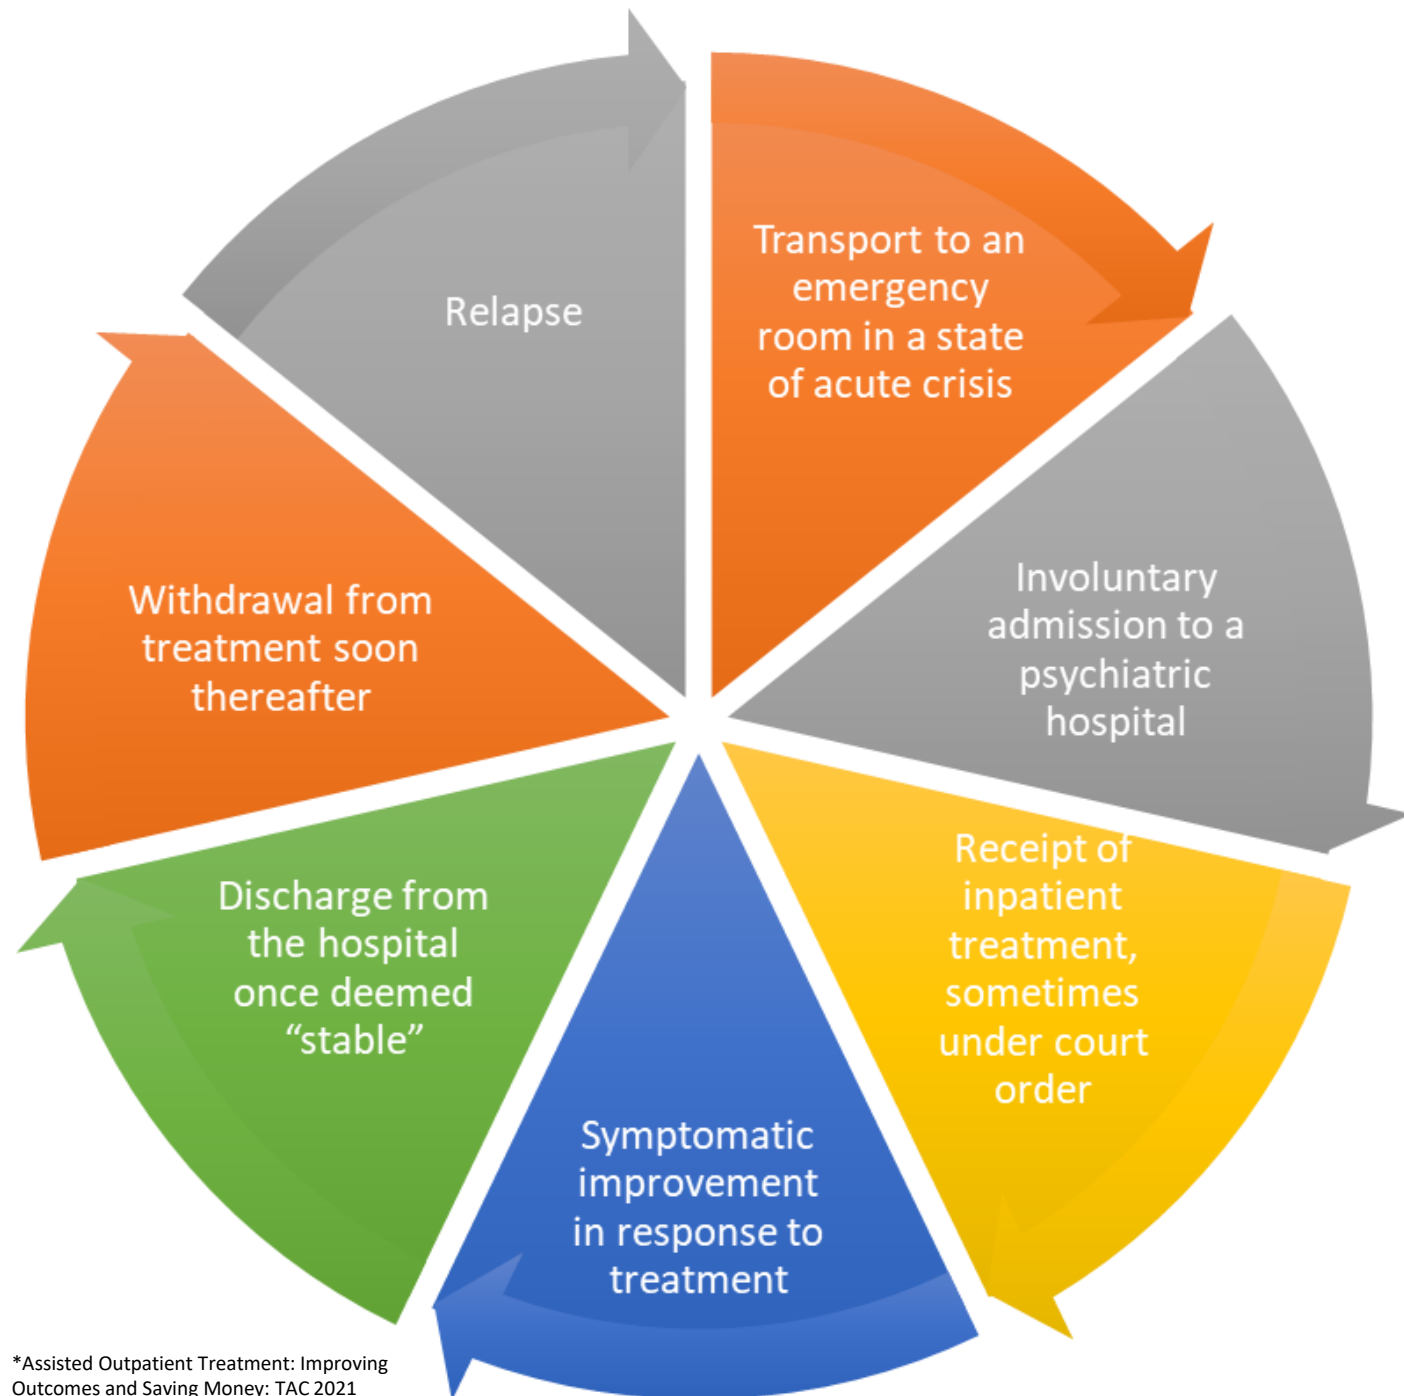 Transport to an
emergency
room in a state
of acute crisis
Involuntary
admission to a
psychiatric
hospital
Receipt of
inpatient
treatment,
sometimes
under court
order
Symptomatic
improvement
in response to
treatment
Discharge from
the hospital
once deemed
“stable”
Withdrawal from
treatment soon
thereafter
Relapse
*Assisted Outpatient Treatment: Improving
Outcomes and Saving Money: TAC 2021